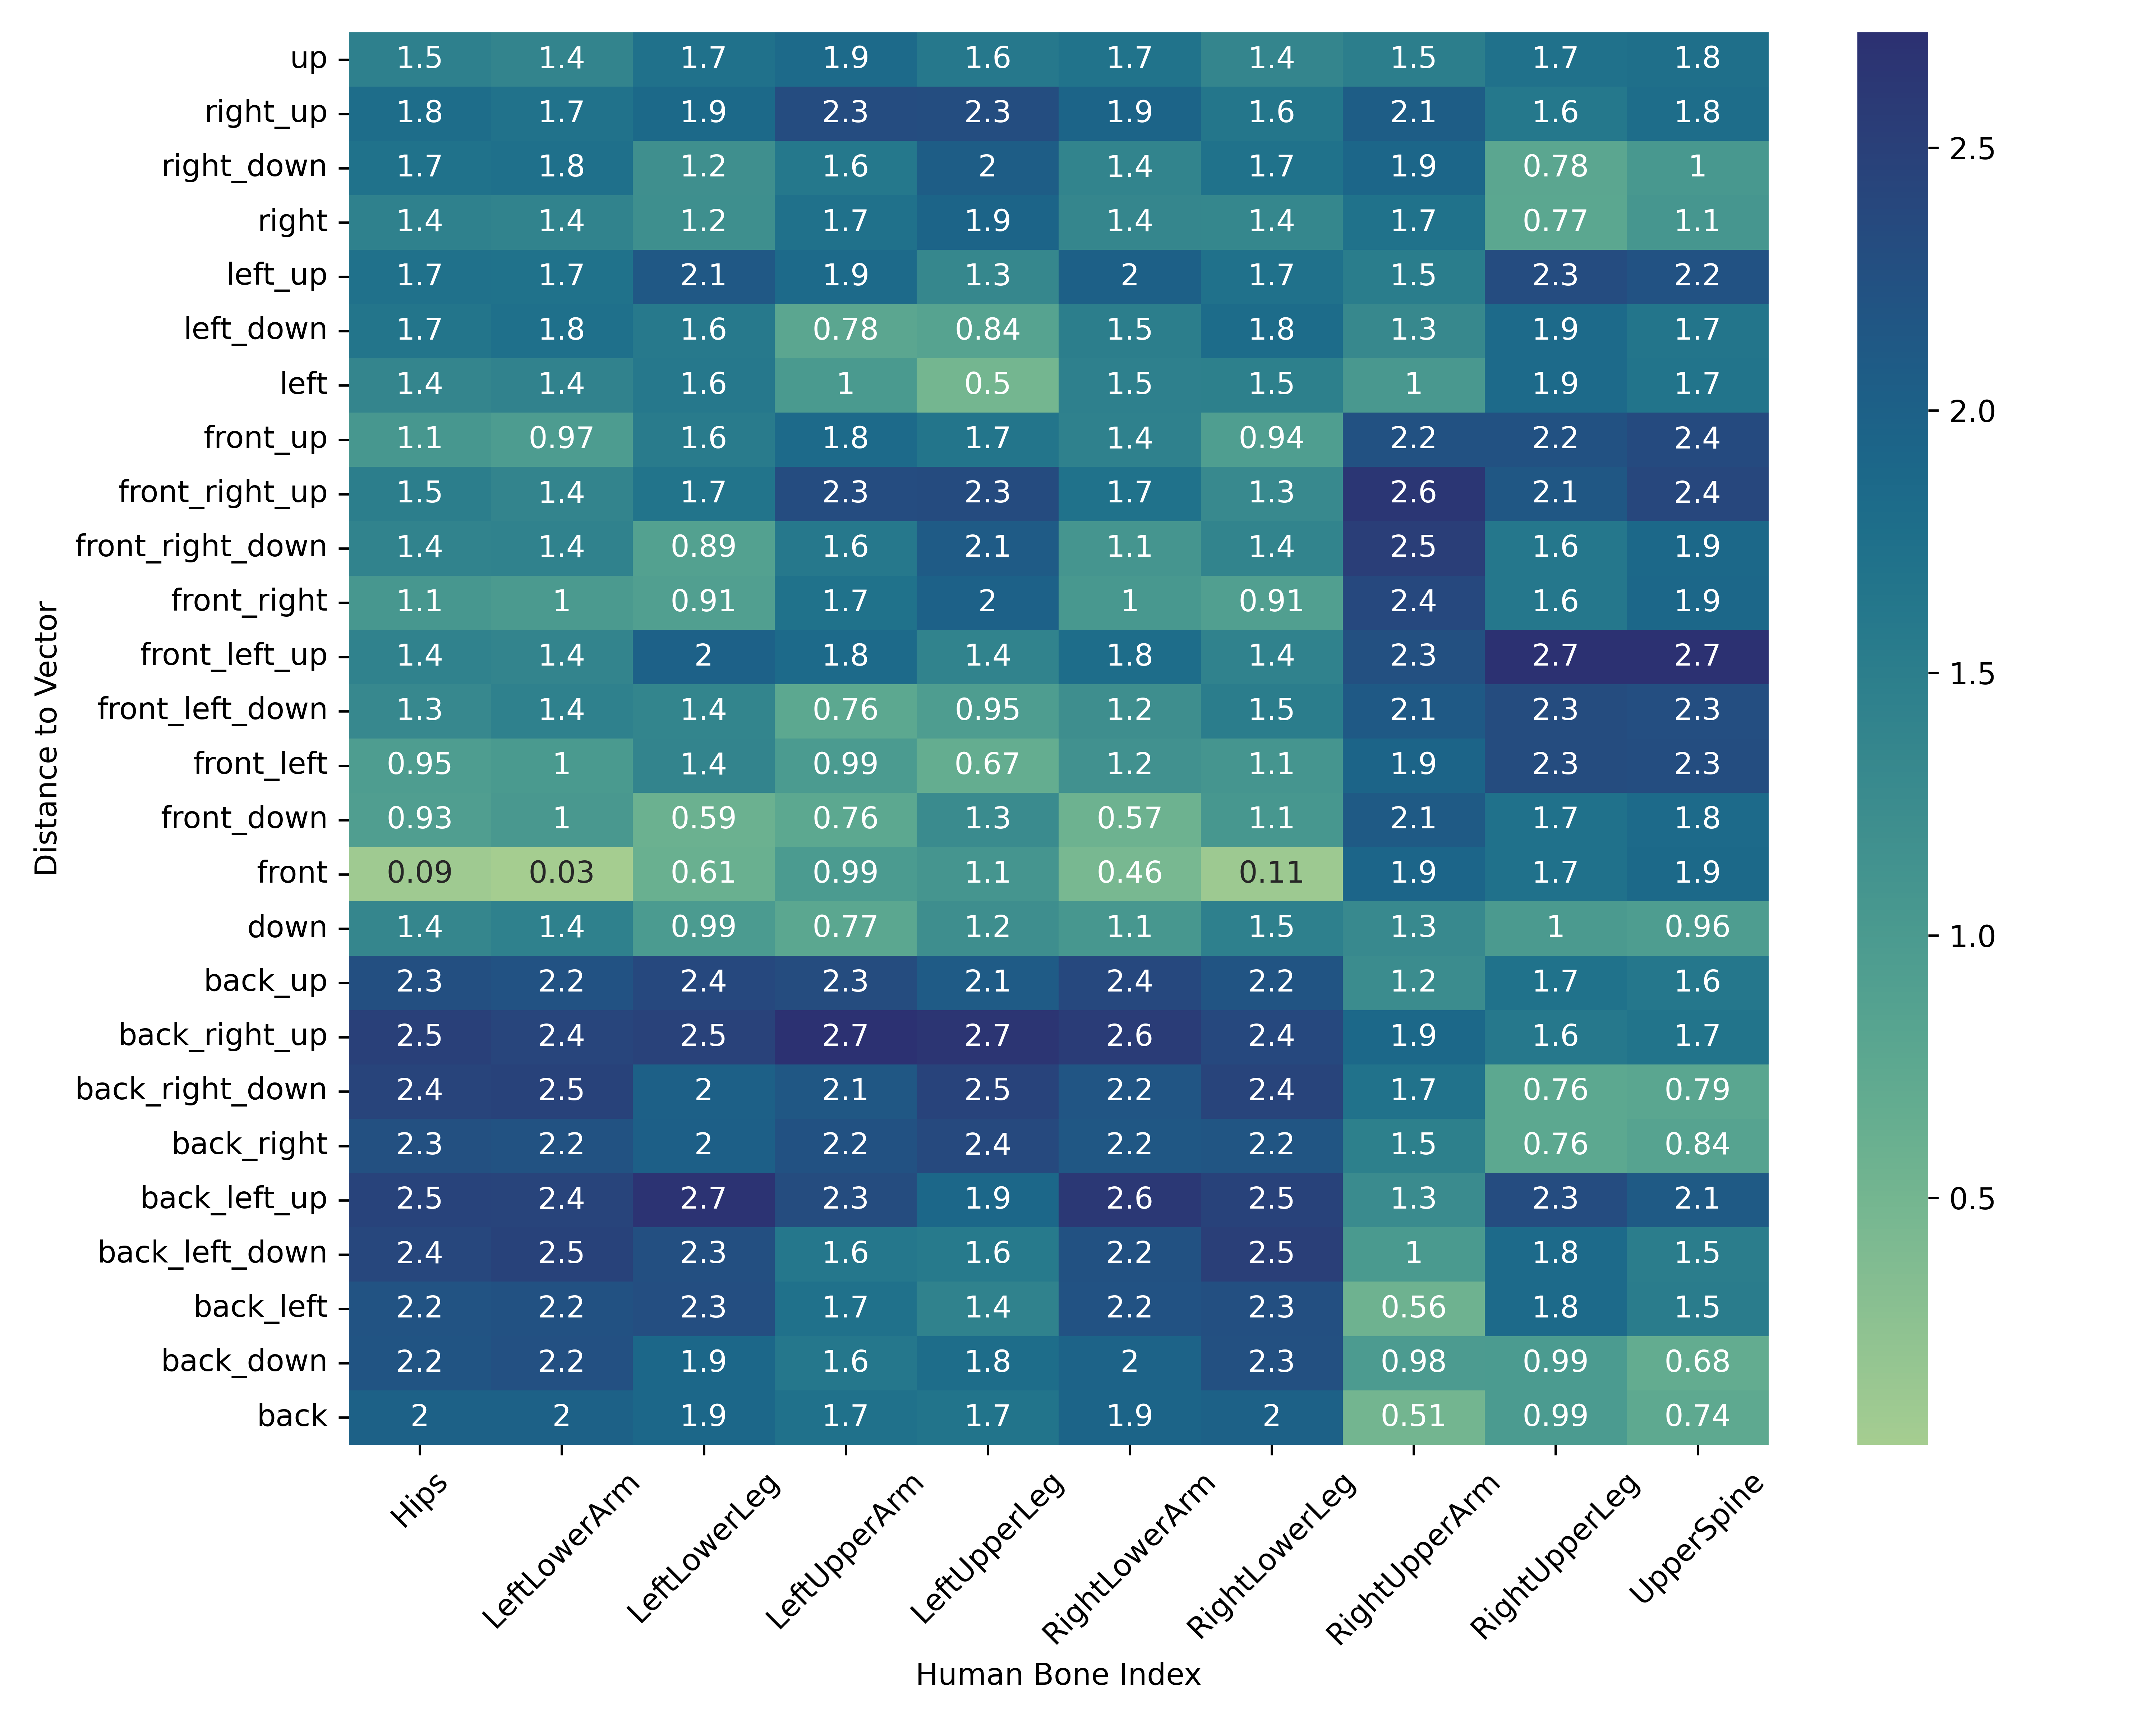 up 1.5 1.4 1.7 1.9 1.6 1.7 1.4 1.5 1.7 1.8
right_up 1.8 1.7 1.9 2.3 2.3 1.9 1.6 2.1 1.6 1.8
right_down 1.7 1.8 1.2 1.6 2 1.4 1.7 1.9 0.78 1
right 1.4 1.4 1.2 1.7 1.9 1.4 1.4 1.7 0.77 1.1
left_up 1.7 1.7 2.1 1.9 1.3 2 1.7 1.5 2.3 2.2
left_down 1.7 1.8 1.6 0.78 0.84 1.5 1.8 1.3 1.9 1.7
left 1.4 1.4 1.6 1 0.5 1.5 1.5 1 1.9 1.7
front_up 1.1 0.97 1.6 1.8 1.7 1.4 0.94 2.2 2.2 2.4
front_right_up 1.5 1.4 1.7 2.3 2.3 1.7 1.3 2.6 2.1 2.4
front_right_down 1.4 1.4 0.89 1.6 2.1 1.1 1.4 2.5 1.6 1.9
front_right 1.1 1 0.91 1.7 2 1 0.91 2.4 1.6 1.9
front_left_up 1.4 1.4 2 1.8 1.4 1.8 1.4 2.3 2.7 2.7
front_left_down 1.3 1.4 1.4 0.76 0.95 1.2 1.5 2.1 2.3 2.3
front_left 0.95 1 1.4 0.99 0.67 1.2 1.1 1.9 2.3 2.3
front_down 0.93 1 0.59 0.76 1.3 0.57 1.1 2.1 1.7 1.8
front 0.09 0.03 0.61 0.99 1.1 0.46 0.11 1.9 1.7 1.9
down 1.4 1.4 0.99 0.77 1.2 1.1 1.5 1.3 1 0.96
back_up 2.3 2.2 2.4 2.3 2.1 2.4 2.2 1.2 1.7 1.6
back_right_up 2.5 2.4 2.5 2.7 2.7 2.6 2.4 1.9 1.6 1.7
back_right_down 2.4 2.5 2 2.1 2.5 2.2 2.4 1.7 0.76 0.79
back_right 2.3 2.2 2 2.2 2.4 2.2 2.2 1.5 0.76 0.84
back_left_up 2.5 2.4 2.7 2.3 1.9 2.6 2.5 1.3 2.3 2.1
back_left_down 2.4 2.5 2.3 1.6 1.6 2.2 2.5 1 1.8 1.5
back_left 2.2 2.2 2.3 1.7 1.4 2.2 2.3 0.56 1.8 1.5
back_down 2.2 2.2 1.9 1.6 1.8 2 2.3 0.98 0.99 0.68
back 2 2 1.9 1.7 1.7 1.9 2 0.51 0.99 0.74
Hips LeftLowerArm LeftLowerLeg LeftUpperArm LeftUpperLeg RightLowerArm RightLowerLeg RightUpperArm RightUpperLeg UpperSpine
Human Bone Index
Distance to Vector
2.5
2.0
1.5
1.0
0.5